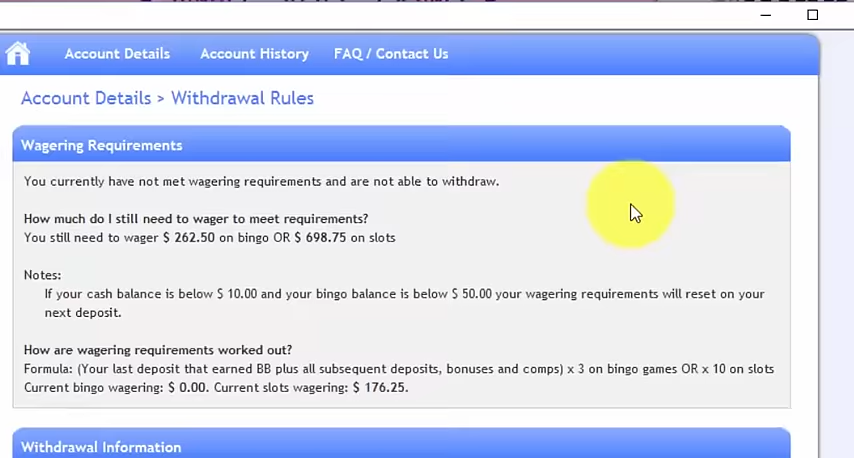 Account Details Account History FAQ / Contact Us
Account Details > Withdrawal Rules
Wagering Requirements
You currently have not met wagering requirements and are not able to withdraw.
How much do I still need to wager to meet requirements?
You still need to wager $ 262.50 on bingo OR $ 698.75 on slots
Notes:
If your cash balance is below $ 10.00 and your bingo balance is below $ 50.00 your wagering requirements will reset on your
next deposit.
How are wagering requirements worked out?
Formula: (Your last deposit that earned BB plus all subsequent deposits, bonuses and comps) x 3 on bingo games OR x 10 on slots
Current bingo wagering: $ 0.00. Current slots wagering: $ 176.25.
Withdrawal Information